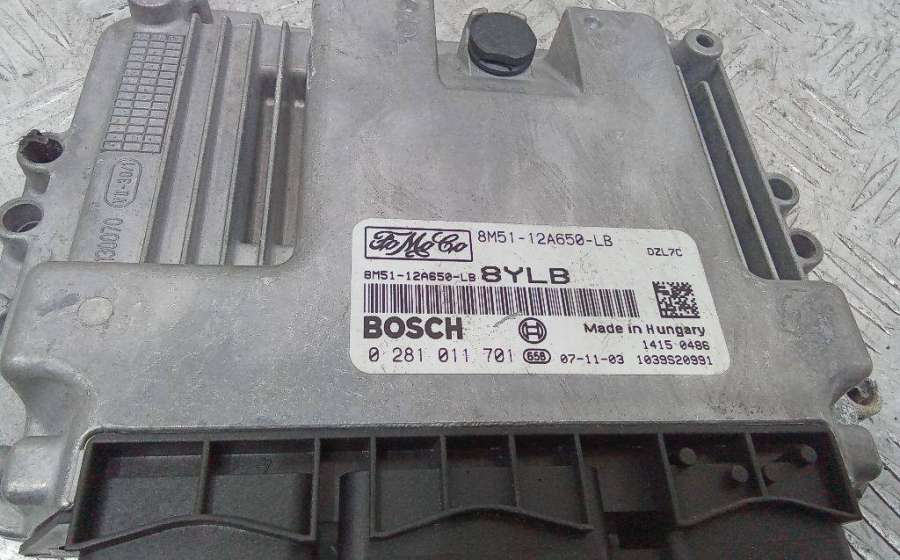 FoMoCo 8M51-12A650-LB
DZL7C
8M51-12A650-LB 8YLB
BOSCH Made in Hungary
1415 0486
0 281 011 701 658 07-11-03 1039S20991
130070